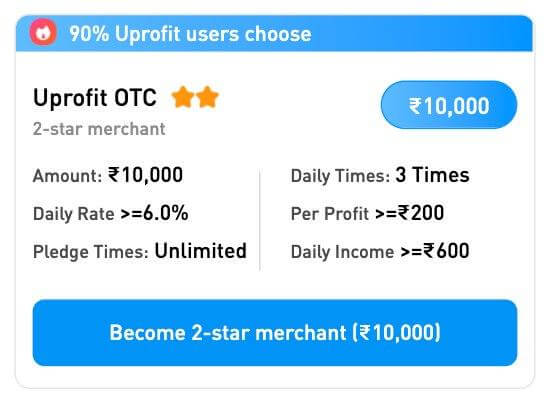 90% Uprofit users choose
Uprofit OTC
₹10,000
2-star merchant
Amount: ₹10,000
Daily Times: 3 Times
Daily Rate >=6.0%
Per Profit >=₹200
Pledge Times: Unlimited
Daily Income >=₹600
Become 2-star merchant (₹10,000)